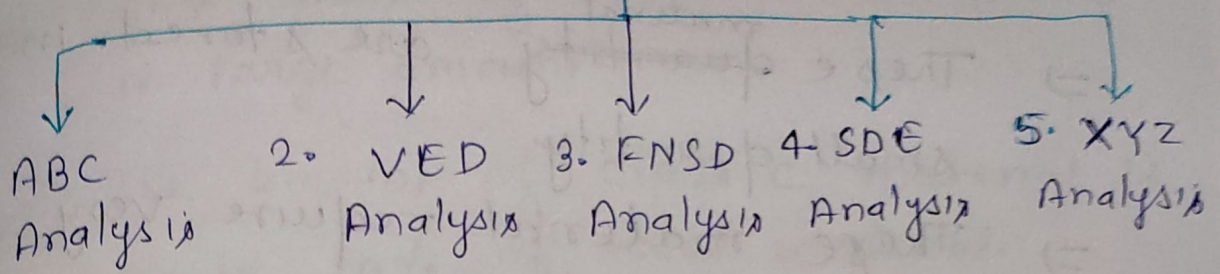 ABC
Analysis
2. VED
Analysis
3. FNSD
Analysis
4. SDE
Analysis
5. XYZ
Analysis